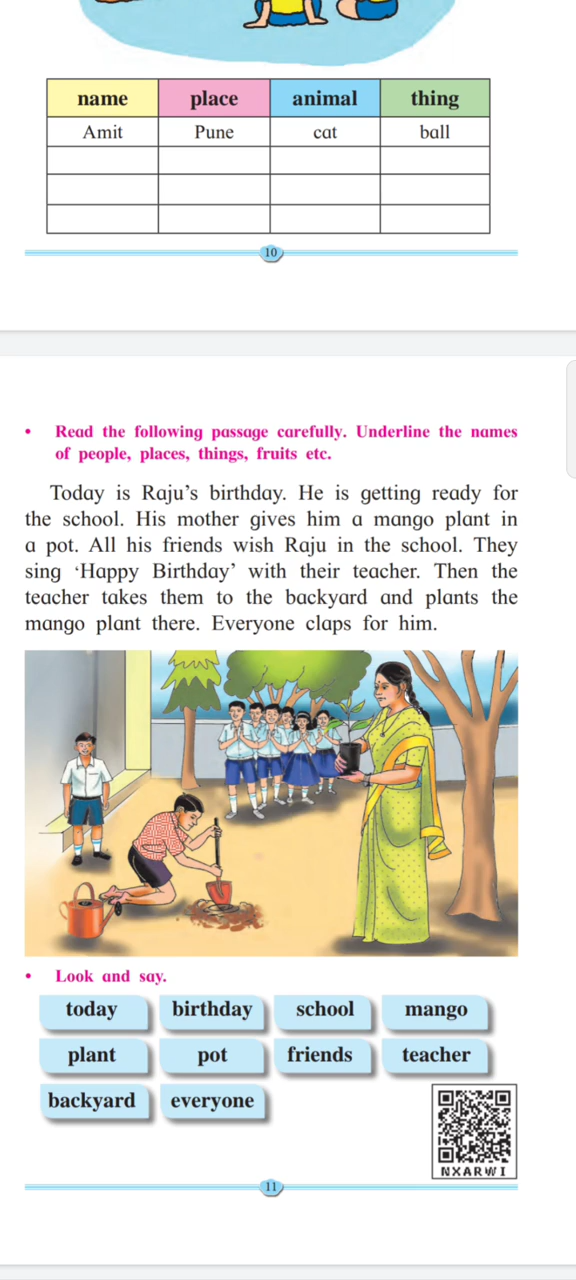 name place animal thing
Amit Pune cat ball
10
• Read the following passage carefully. Underline the names
of people, places, things, fruits etc.
Today is Raju’s birthday. He is getting ready for
the school. His mother gives him a mango plant in
a pot. All his friends wish Raju in the school. They
sing ‘Happy Birthday’ with their teacher. Then the
teacher takes them to the backyard and plants the
mango plant there. Everyone claps for him.
• Look and say.
today birthday school mango
plant pot friends teacher
backyard everyone
NXARWI
11